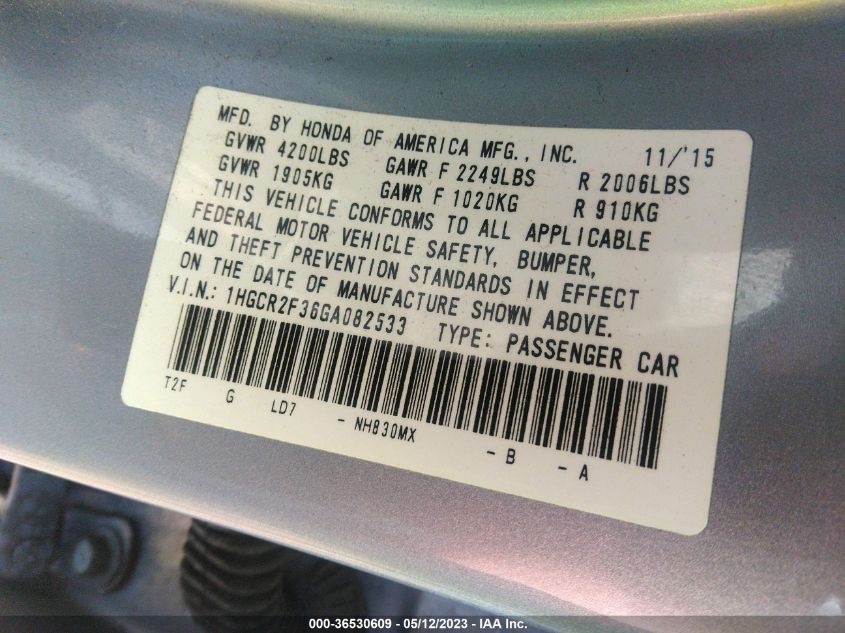 MFD. BY HONDA OF AMERICA MFG., INC. 11/'15
GVWR 4200LBS GAWR F 2249LBS R 2006LBS
GVWR 1905KG GAWR F 1020KG R 910KG
THIS VEHICLE CONFORMS TO ALL APPLICABLE
FEDERAL MOTOR VEHICLE SAFETY, BUMPER,
AND THEFT PREVENTION STANDARDS IN EFFECT
ON THE DATE OF MANUFACTURE SHOWN ABOVE.
V.I.N.: 1HGCR2F36GA082533 TYPE: PASSENGER CAR
T2F G LD7 - NH830MX - B - A
000-36530609 - 05/12/2023 - IAA Inc.